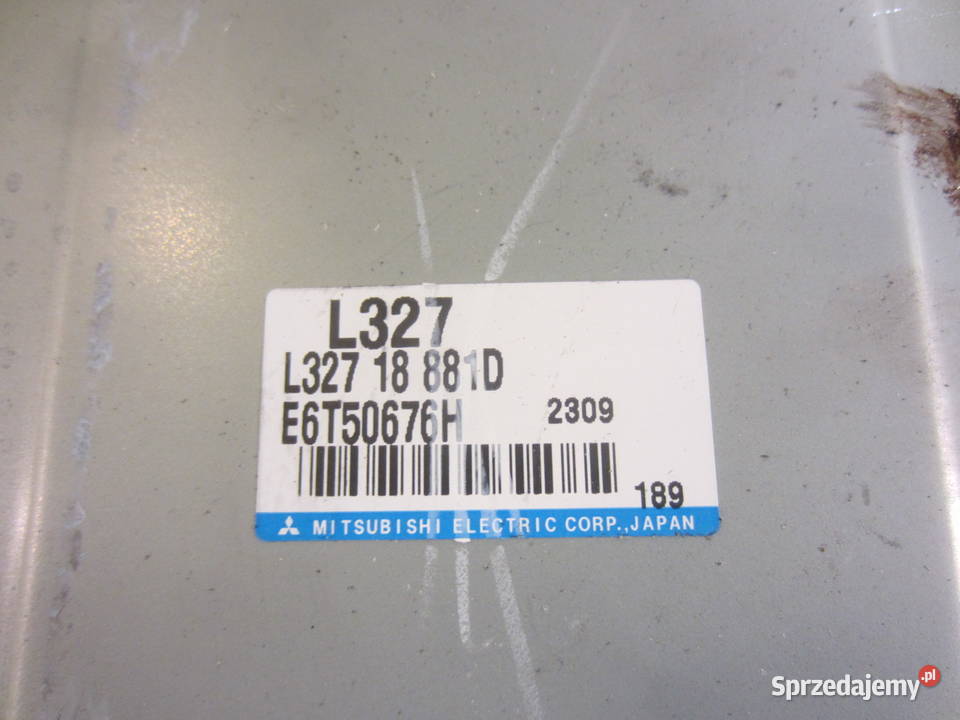 L327
L327 18 881D
E6T50676H 2309
189
MITSUBISHI ELECTRIC CORP.,JAPAN
Sprzedajemy.pl